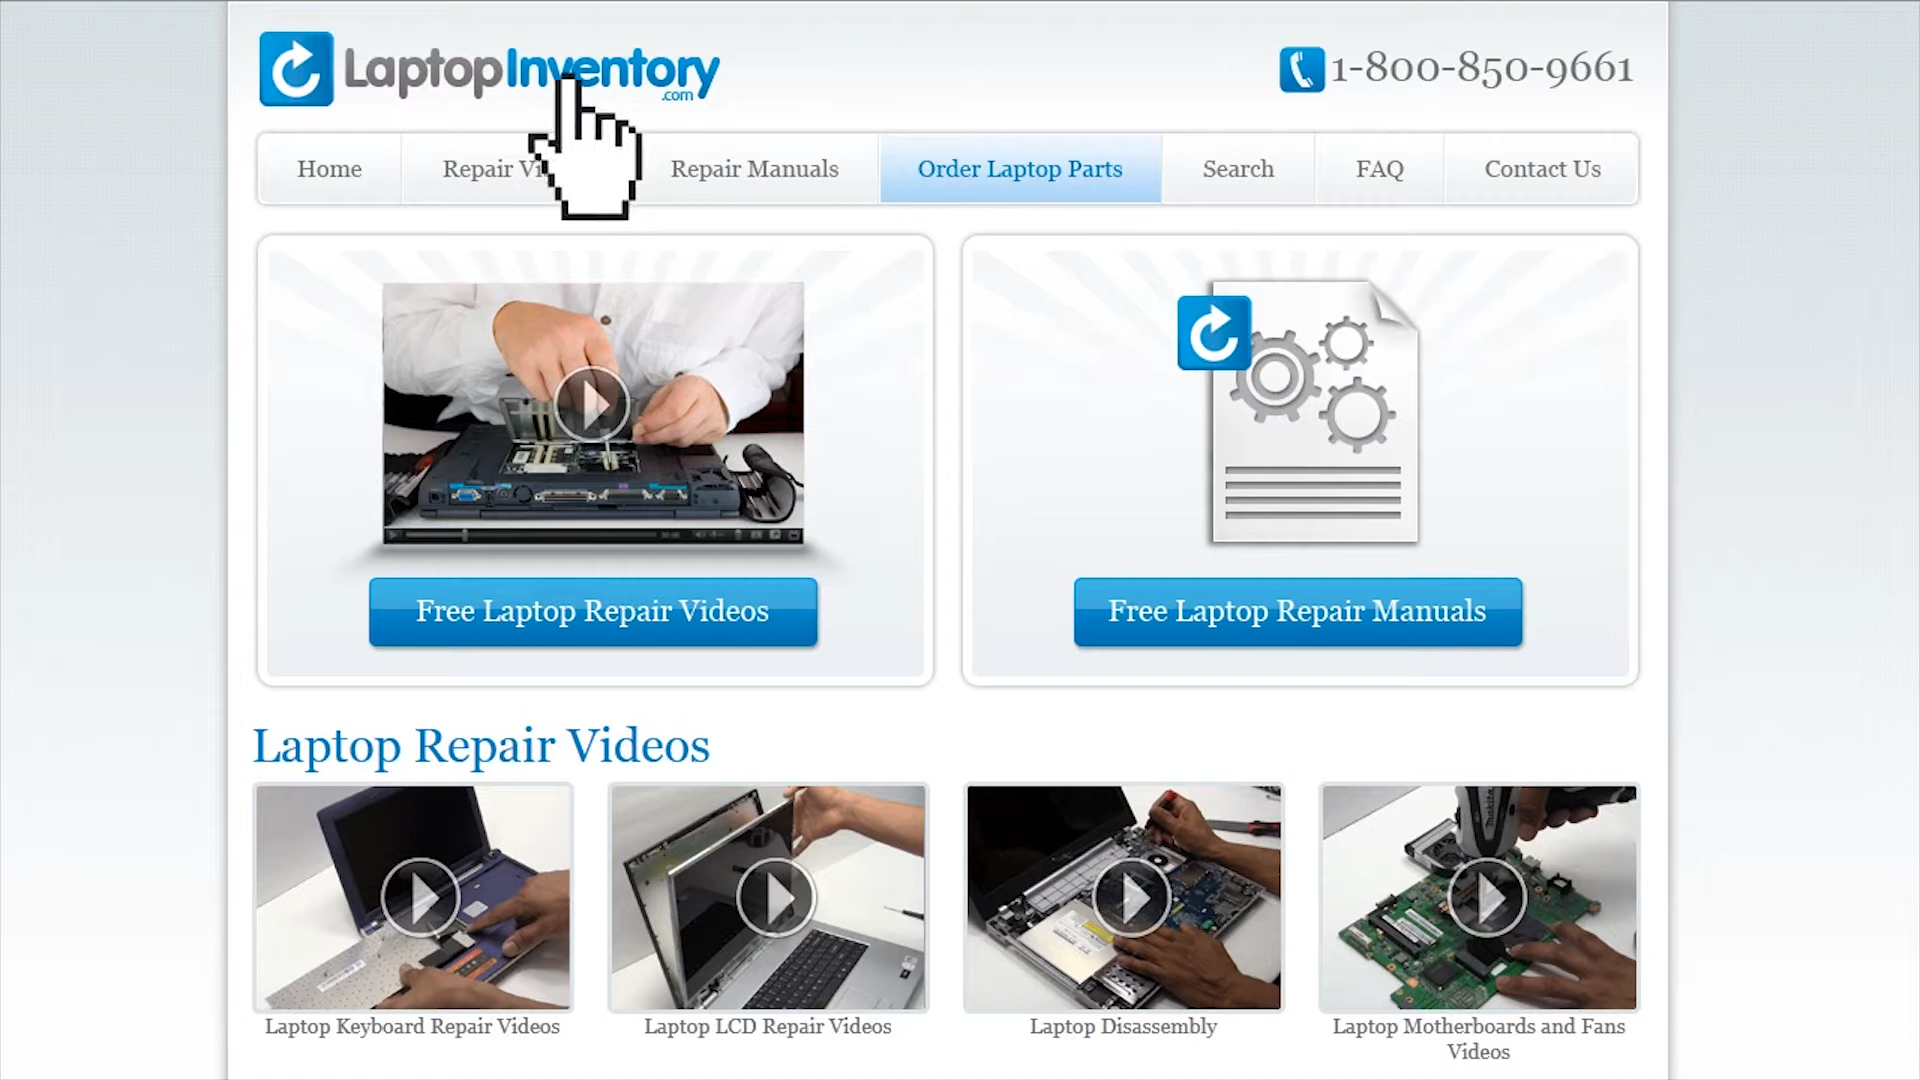 LaptopInventory
.com
1-800-850-9661
Home
Repair Vi
Repair Manuals
Order Laptop Parts
Search
FAQ
Contact Us
Free Laptop Repair Videos
Free Laptop Repair Manuals
Laptop Repair Videos
makita
Laptop Keyboard Repair Videos
Laptop LCD Repair Videos
Laptop Disassembly
Laptop Motherboards and Fans
Videos